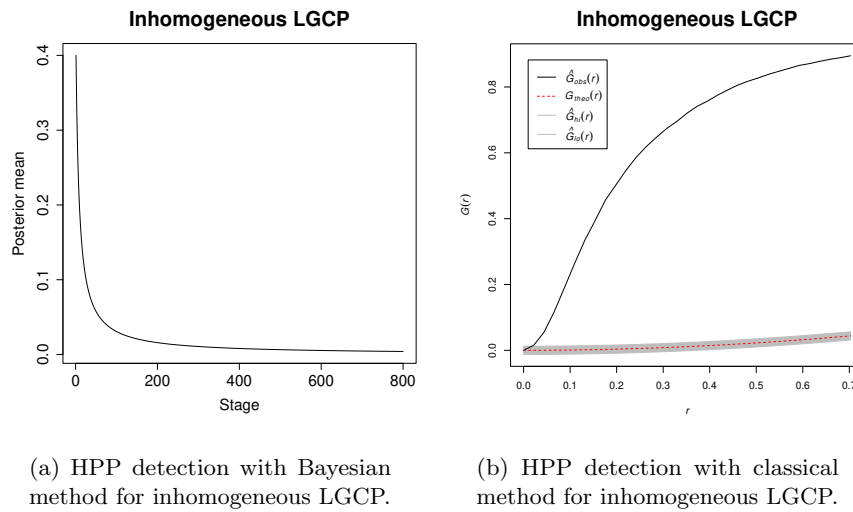 Inhomogeneous LGCP
Posterior mean
0.4
0.3
0.2
0.1
0.0
0 200 400 600 800
Stage
(a) HPP detection with Bayesian
method for inhomogeneous LGCP.
Inhomogeneous LGCP
Ĝobs(r)
Gtheo(r)
Ĝhi(r)
Ĝlo(r)
G(r)
0.8
0.6
0.4
0.2
0.0
0.0 0.1 0.2 0.3 0.4 0.5 0.6 0.7
r
(b) HPP detection with classical
method for inhomogeneous LGCP.